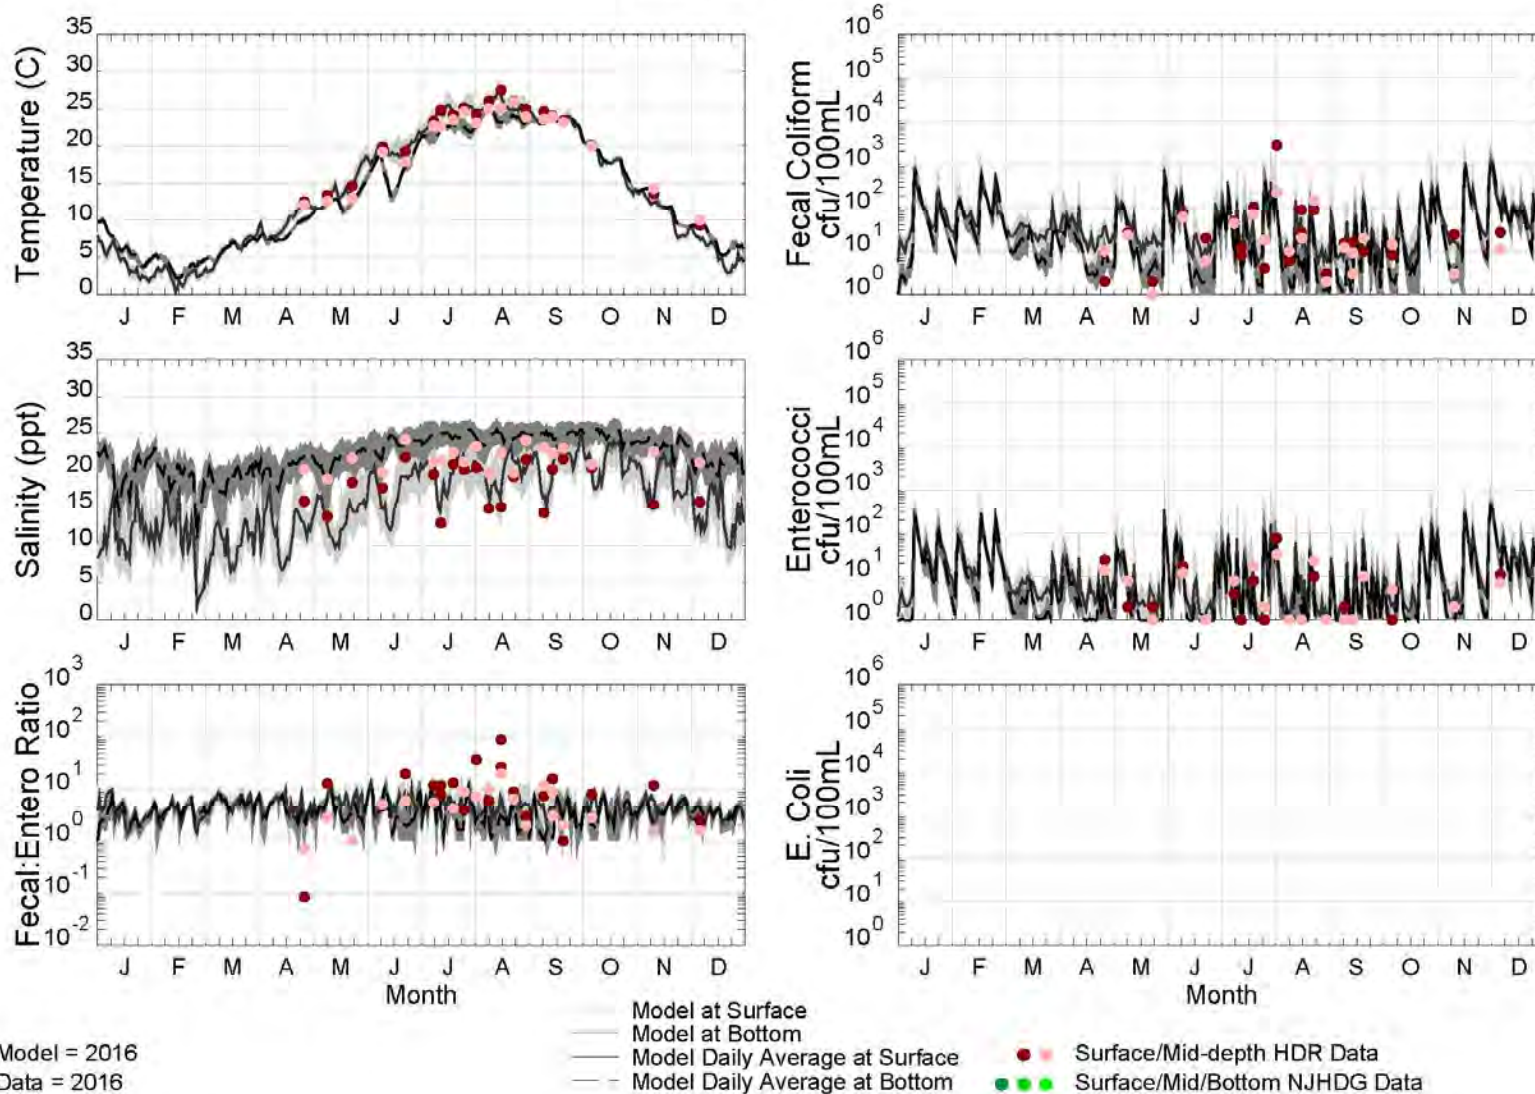 Temperature (C)
35
30
25
20
15
10
5
0
J F M A M J J A S O N D
Fecal Coliform
cfu/100mL
10^6
10^5
10^4
10^3
10^2
10^1
10^0
J F M A M J J A S O N D
Salinity (ppt)
35
30
25
20
15
10
5
0
J F M A M J J A S O N D
Enterococci
cfu/100mL
10^6
10^5
10^4
10^3
10^2
10^1
10^0
J F M A M J J A S O N D
Fecal:Entero Ratio
10^3
10^2
10^1
10^0
10^-1
10^-2
J F M A M J J A S O N D
Month
E. Coli
cfu/100mL
10^6
10^5
10^4
10^3
10^2
10^1
10^0
J F M A M J J A S O N D
Month
Model = 2016
Data = 2016
Model at Surface
Model at Bottom
Model Daily Average at Surface
Model Daily Average at Bottom
Surface/Mid-depth HDR Data
Surface/Mid/Bottom NJHDG Data